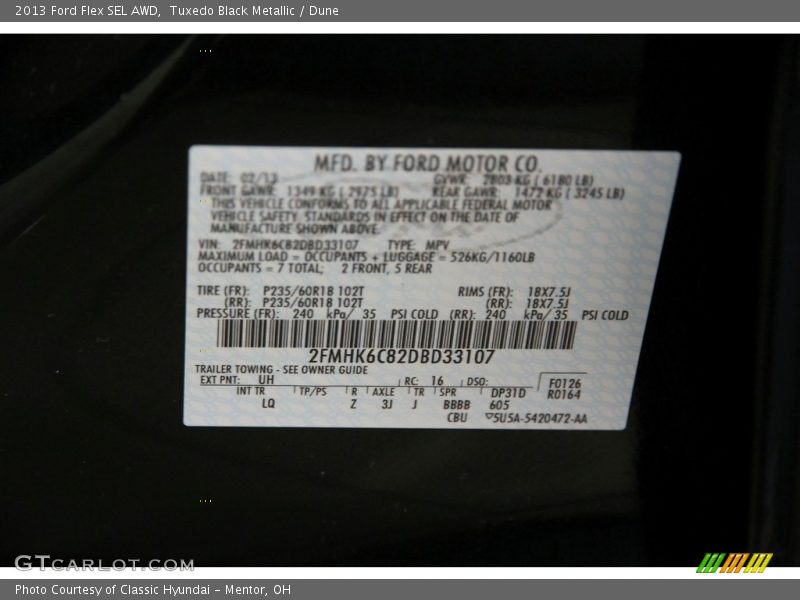 2013 Ford Flex SEL AWD,  Tuxedo Black Metallic / Dune
MFD. BY FORD MOTOR CO.
DATE: 02/13 GVWR: 2803 KG ( 6180 LB)
FRONT GAWR: 1349 KG ( 2975 LB) REAR GAWR: 1472 KG ( 3245 LB)
THIS VEHICLE CONFORMS TO ALL APPLICABLE FEDERAL MOTOR
VEHICLE SAFETY STANDARDS IN EFFECT ON THE DATE OF
MANUFACTURE SHOWN ABOVE.
VIN: 2FMHK6C82DBD33107 TYPE: MPV
MAXIMUM LOAD = OCCUPANTS + LUGGAGE = 526KG/1160LB
OCCUPANTS = 7 TOTAL; 2 FRONT, 5 REAR
TIRE (FR): P235/60R18 102T RIMS (FR): 18X7.5J
(RR): P235/60R18 102T (RR): 18X7.5J
PRESSURE (FR): 240 kPa/ 35 PSI COLD (RR): 240 kPa/ 35 PSI COLD
2FMHK6C82DBD33107
TRAILER TOWING - SEE OWNER GUIDE
EXT PNT: UH RC: 16 DSO: F0126
INT TR TP/PS R AXLE TR SPR DP31D R0164
LQ Z 3J J BBBB 605
CBU ▽5U5A-5420472-AA
GTCARLOT.COM
Photo Courtesy of Classic Hyundai - Mentor, OH